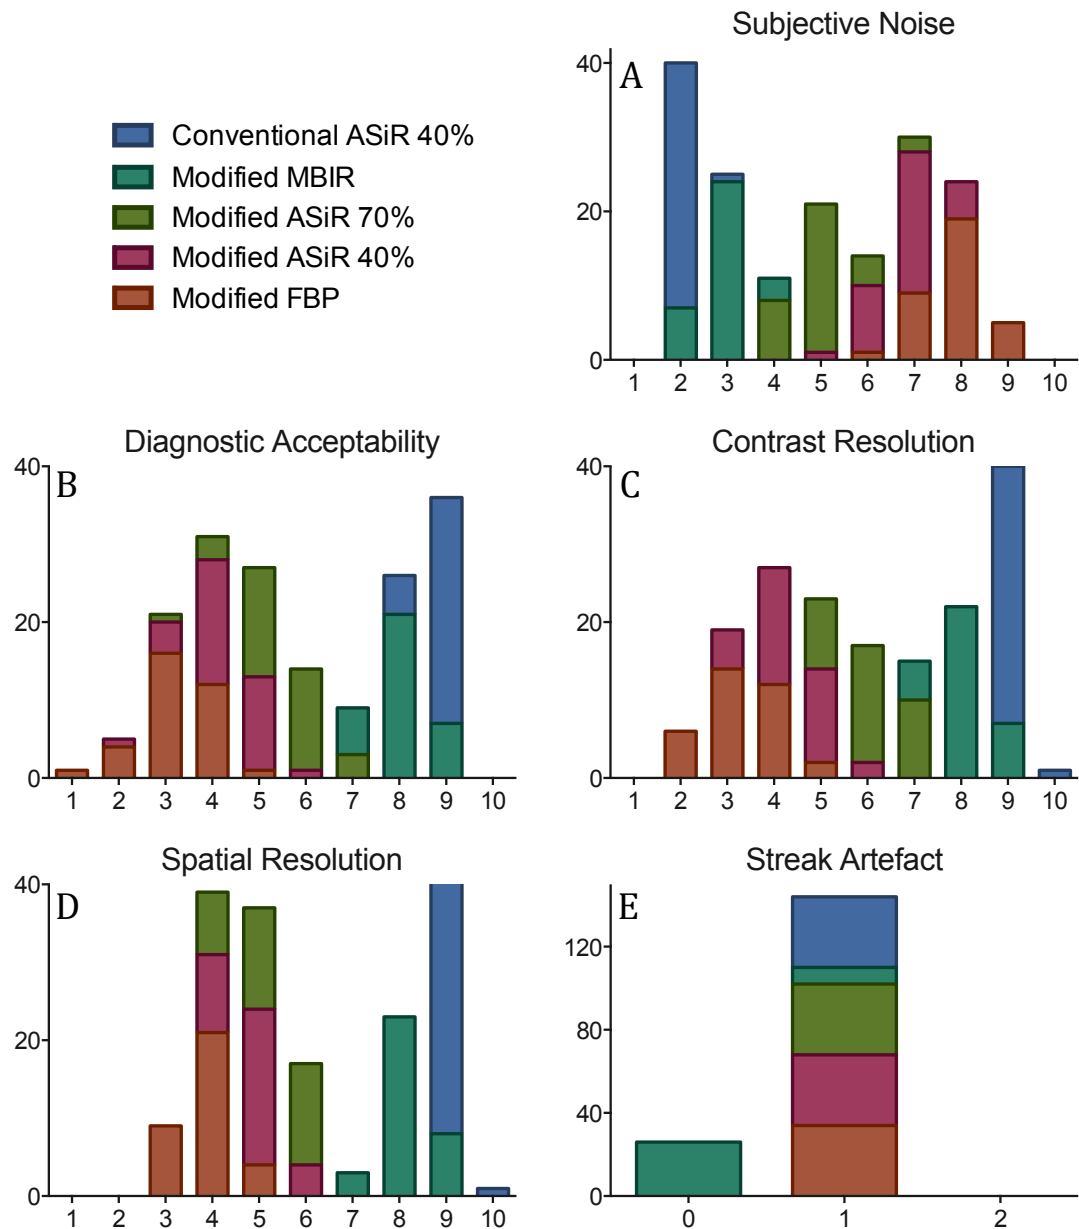 Subjective Noise
A
40
20
0
1 2 3 4 5 6 7 8 9 10
Conventional ASiR 40%
Modified MBIR
Modified ASiR 70%
Modified ASiR 40%
Modified FBP
Diagnostic Acceptability
B
40
20
0
1 2 3 4 5 6 7 8 9 10
Contrast Resolution
C
40
20
0
1 2 3 4 5 6 7 8 9 10
Spatial Resolution
D
40
20
0
1 2 3 4 5 6 7 8 9 10
Streak Artefact
E
120
80
40
0
0 1 2